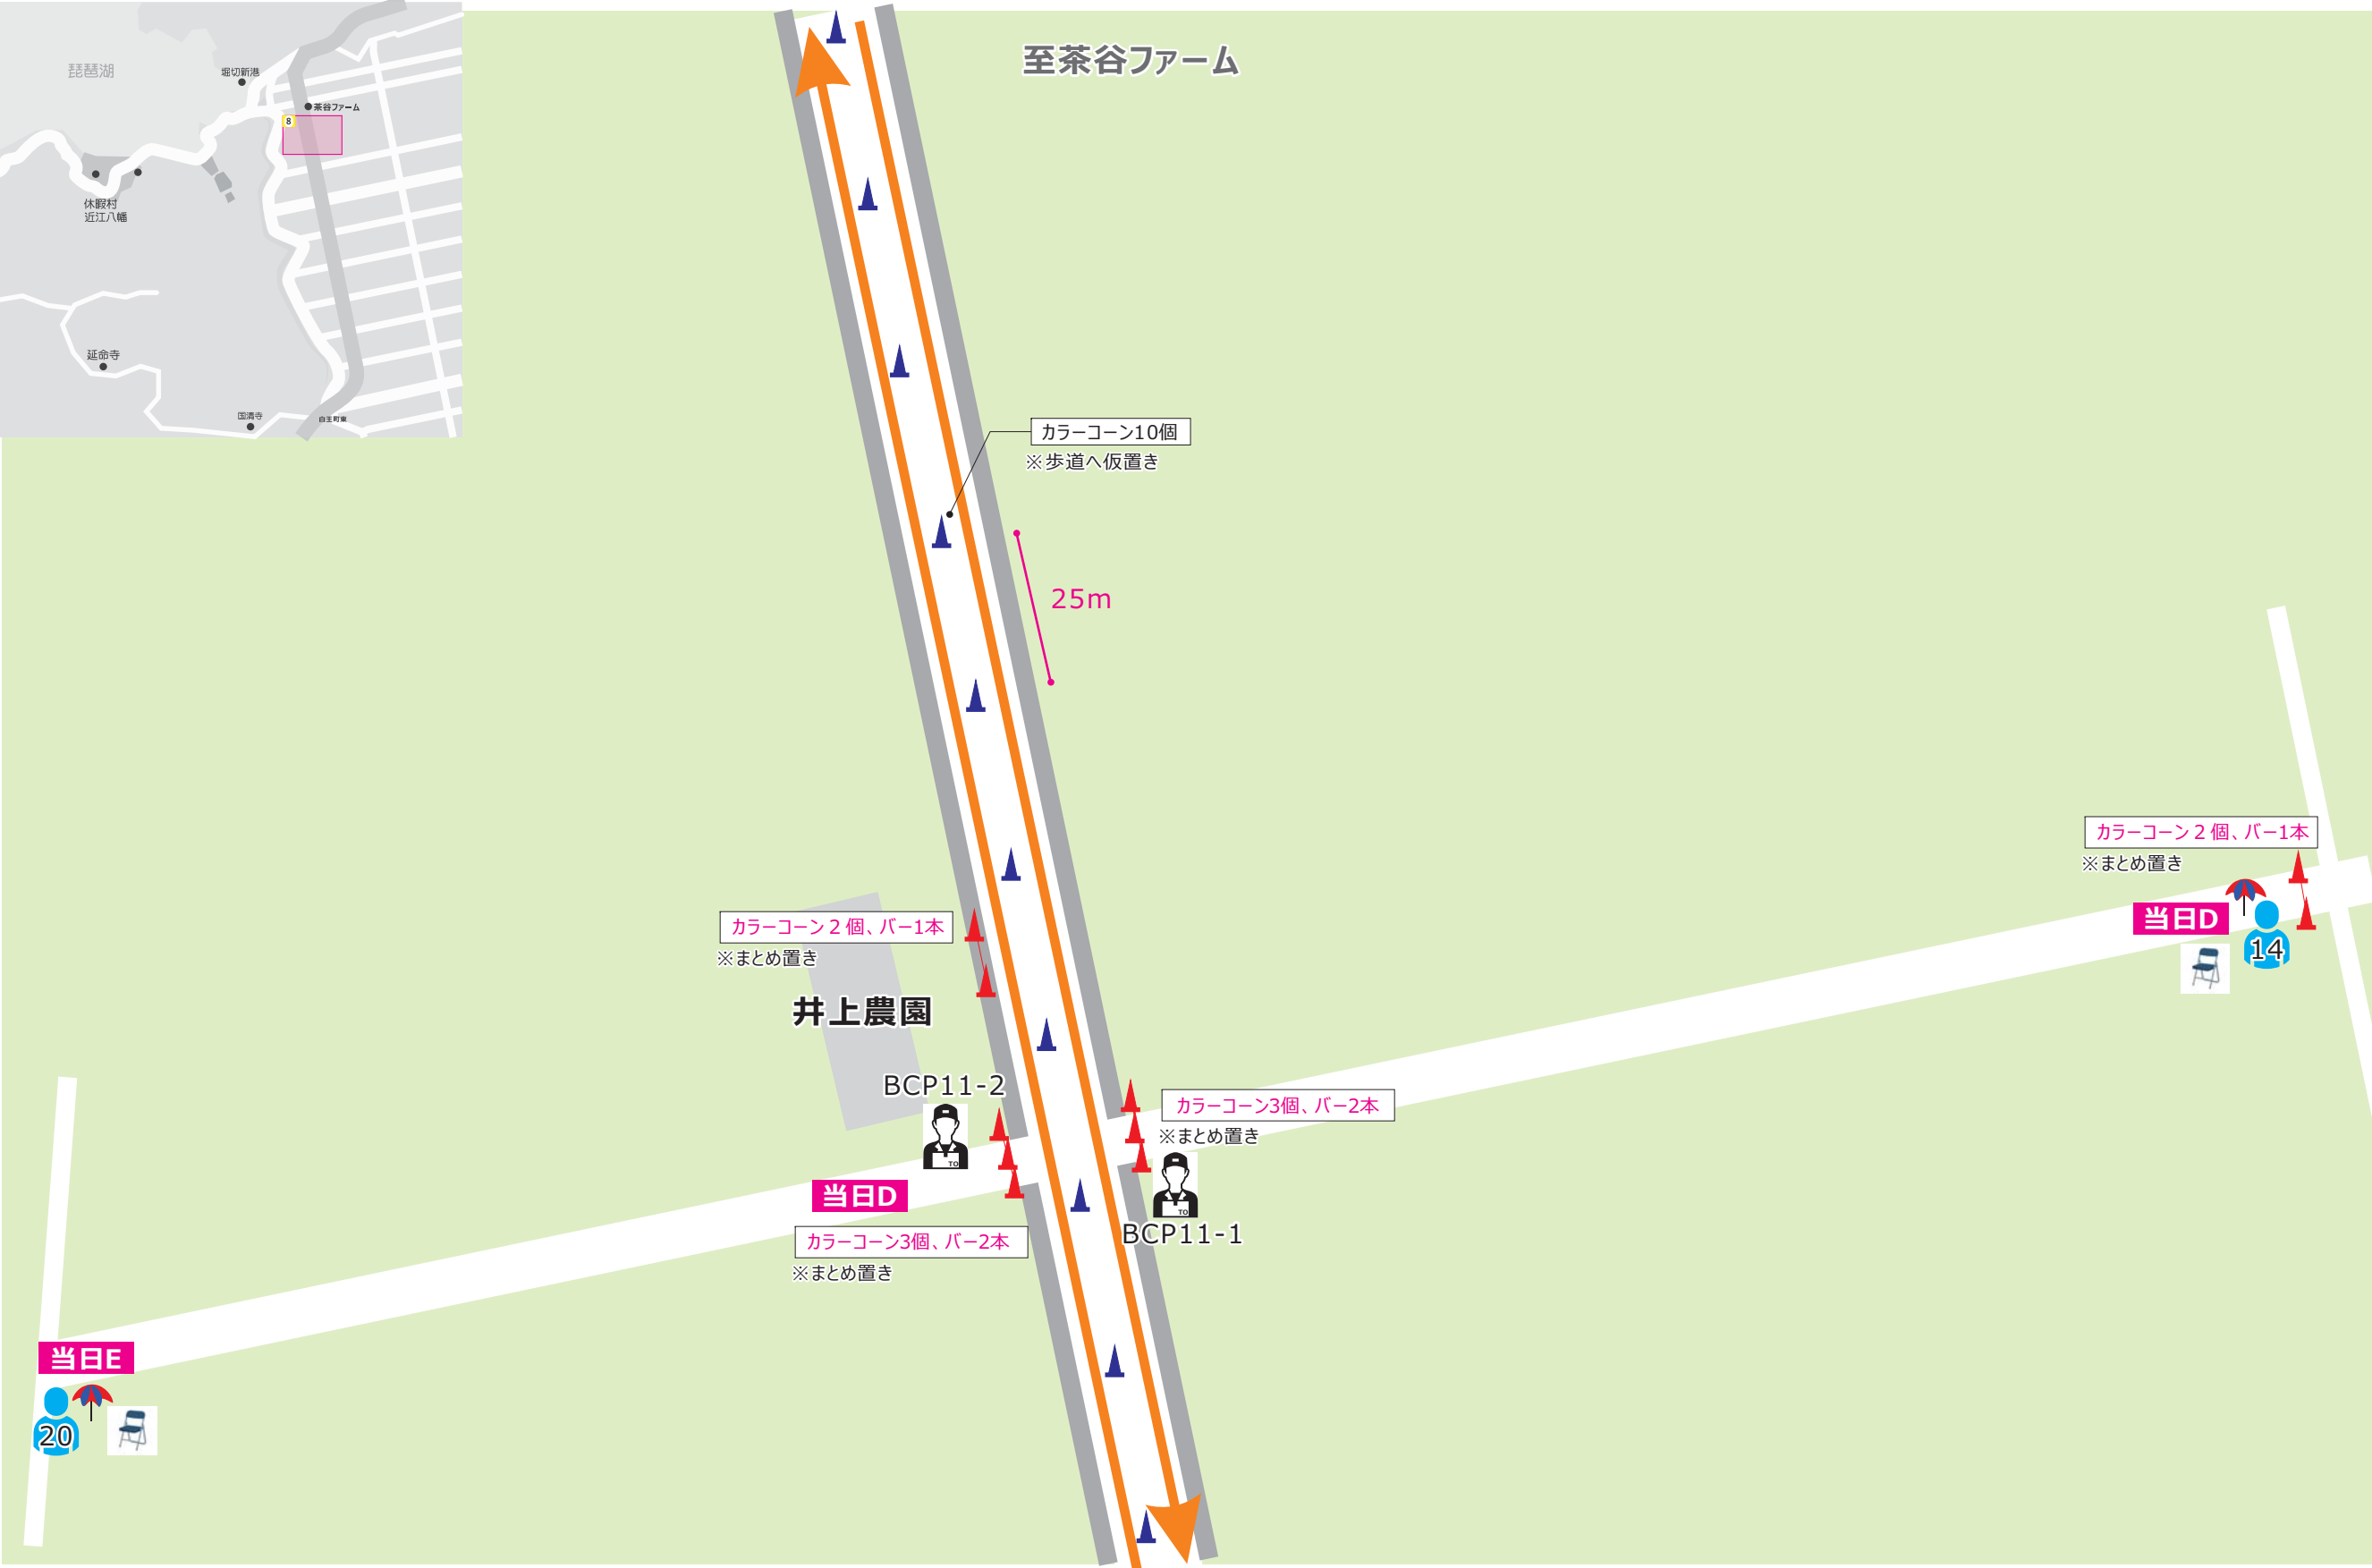 琵琶湖
堀切新港
茶谷ファーム
8
休暇村
近江八幡
延命寺
国清寺
白王町東
至茶谷ファーム
カラーコーン10個
※歩道へ仮置き
25m
カラーコーン２個、バー1本
※まとめ置き
当日D
14
カラーコーン２個、バー1本
※まとめ置き
井上農園
BCP11-2
TO
カラーコーン3個、バー2本
※まとめ置き
TO
BCP11-1
当日D
カラーコーン3個、バー2本
※まとめ置き
当日E
20